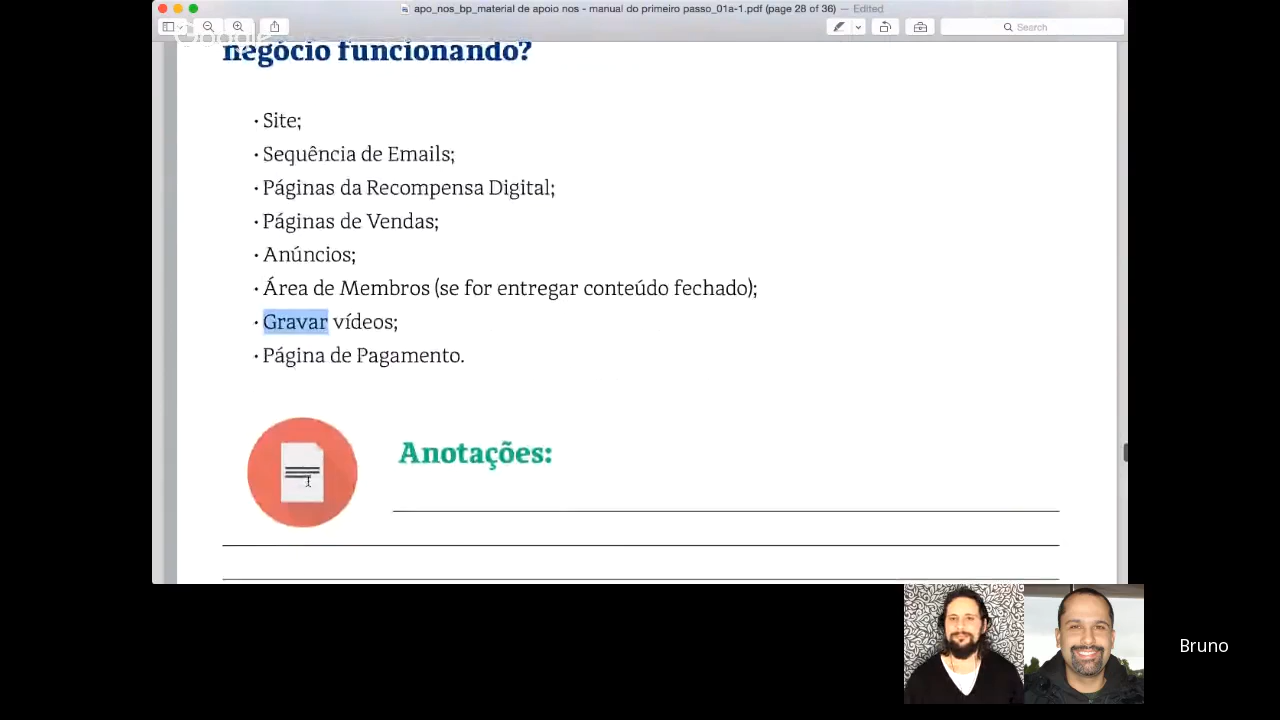 apo_nos_bp_material de apoio nos - manual do primeiro passo_01a-1.pdf (page 28 of 36) — Edited
Google
Search
negócio funcionando?
· Site;
· Sequência de Emails;
· Páginas da Recompensa Digital;
· Páginas de Vendas;
· Anúncios;
· Área de Membros (se for entregar conteúdo fechado);
· Gravar vídeos;
· Página de Pagamento.
Anotações:
Bruno